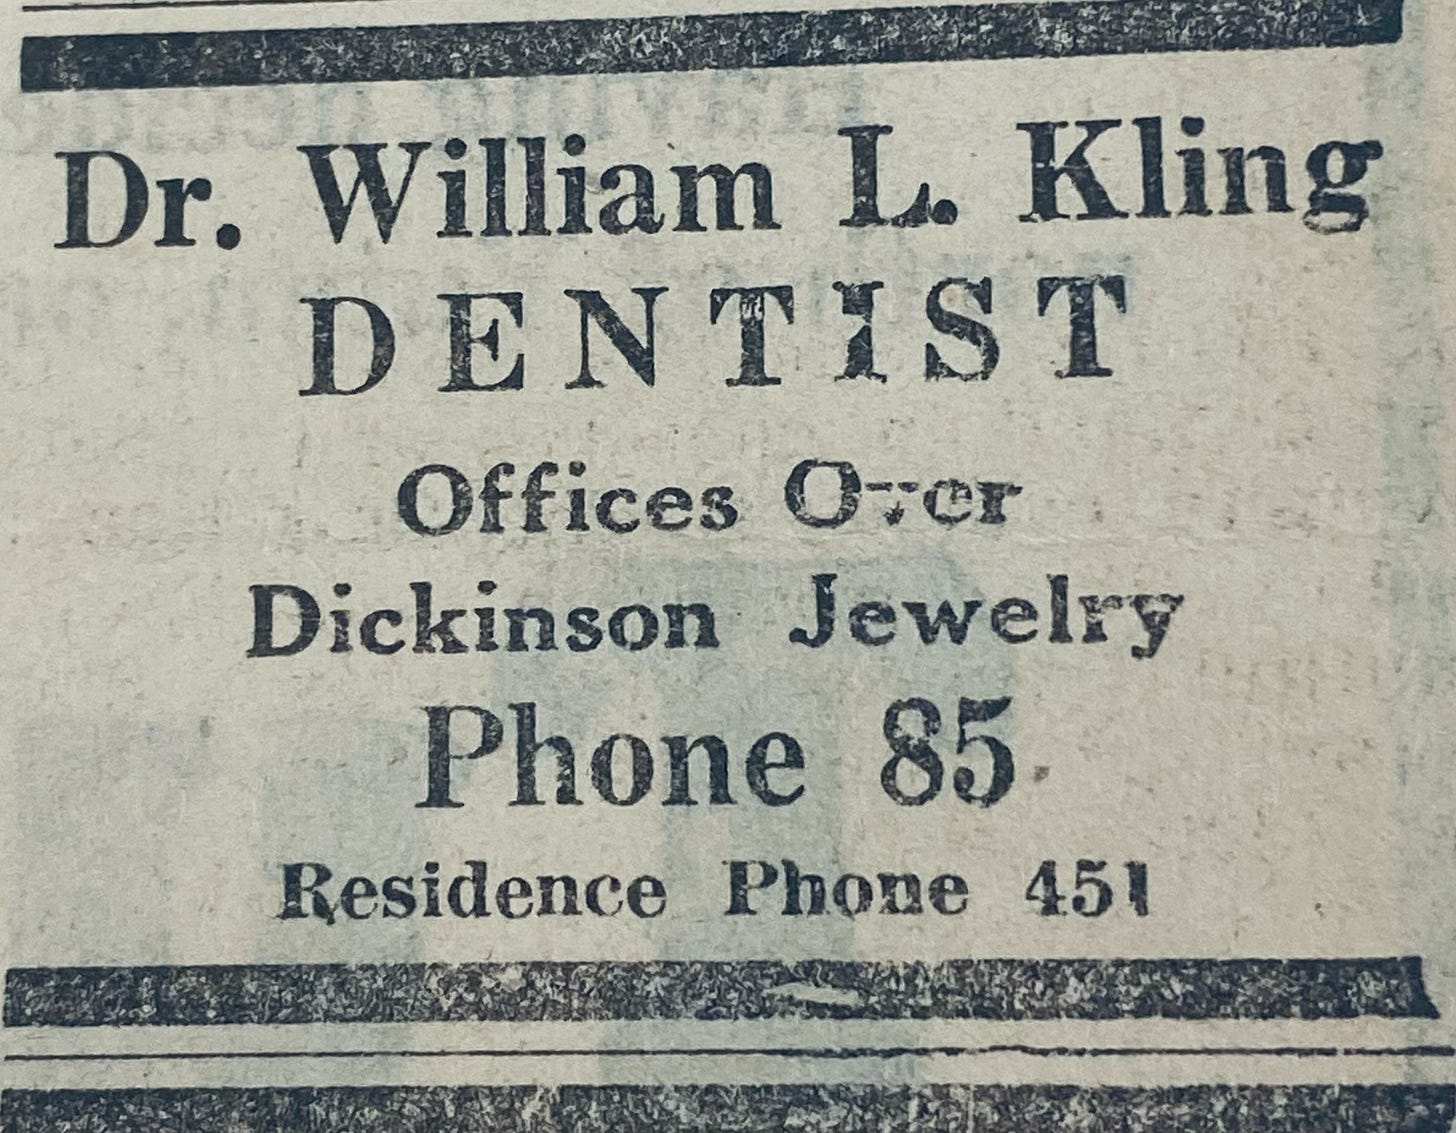 Dr. William L. Kling
DENTIST
Offices Over
Dickinson Jewelry
Phone 85
Residence Phone 451